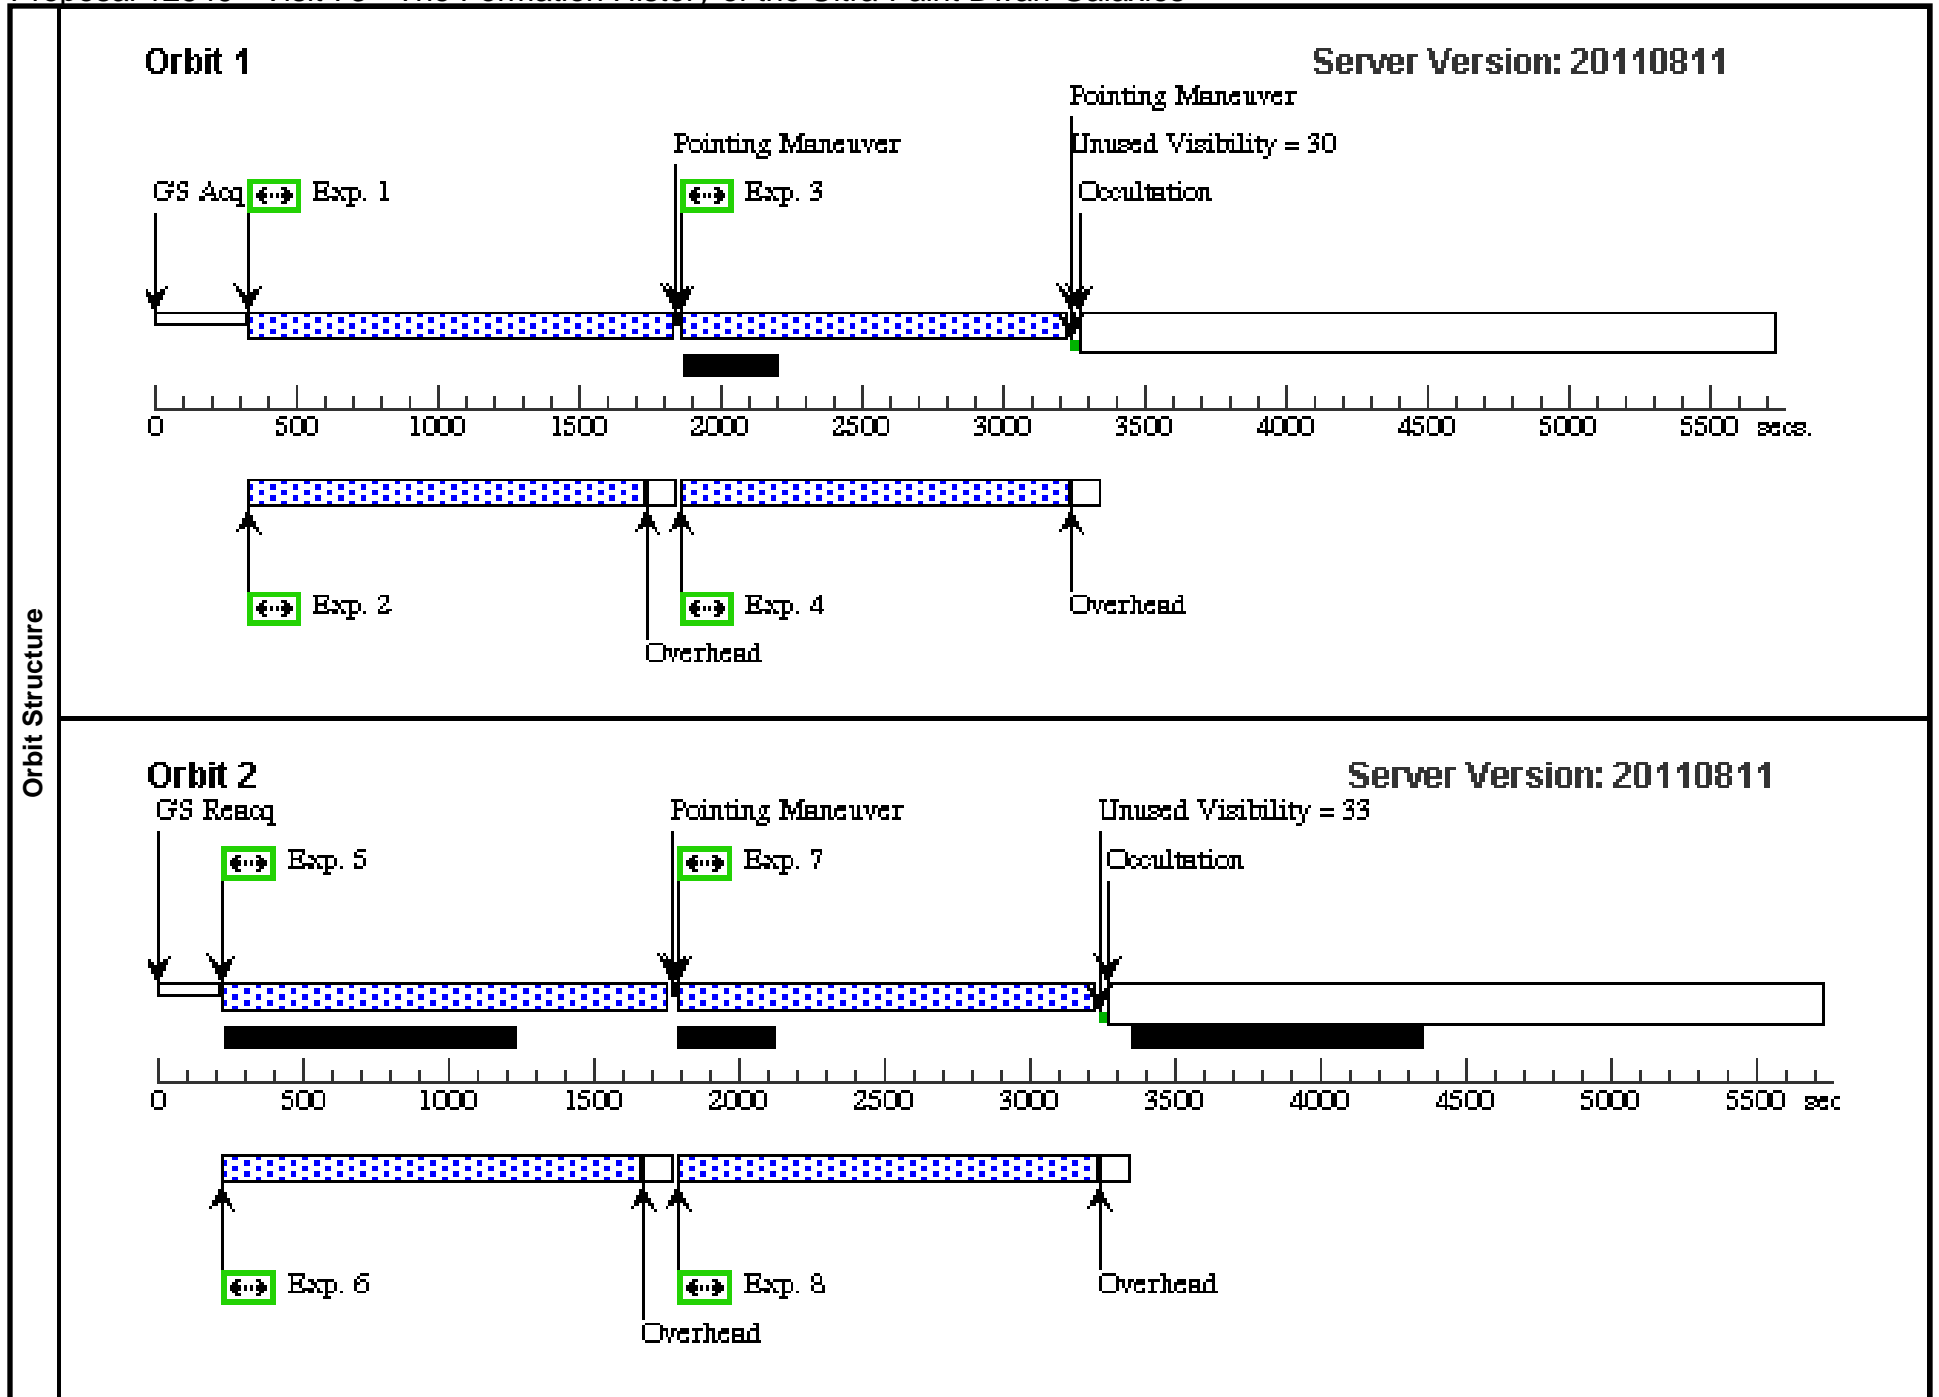 Orbit Structure
Orbit 1
Server Version: 20110811
Pointing Maneuver
Pointing Maneuver
Unused Visibility = 30
GS Acq
Exp. 1
Exp. 3
Occultation
0 500 1000 1500 2000 2500 3000 3500 4000 4500 5000 5500 secs.
Exp. 2
Exp. 4
Overhead
Overhead
Orbit 2
Server Version: 20110811
GS Reacq
Pointing Maneuver
Unused Visibility = 33
Exp. 5
Exp. 7
Occultation
0 500 1000 1500 2000 2500 3000 3500 4000 4500 5000 5500 sec
Exp. 6
Exp. 8
Overhead
Overhead